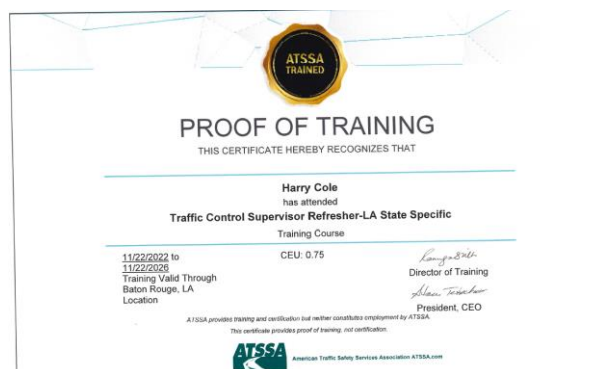 ATSSA
TRAINED
PROOF OF TRAINING
THIS CERTIFICATE HEREBY RECOGNIZES THAT
Harry Cole
has attended
Traffic Control Supervisor Refresher-LA State Specific
Training Course
11/22/2022 to
11/22/2026
Training Valid Through
Baton Rouge, LA
Location
CEU: 0.75
Director of Training
President, CEO
ATSSA provides training and certification but neither constitutes employment by ATSSA.
This certificate provides proof of training, not certification.
ATSSA
American Traffic Safety Services Association ATSSA.com